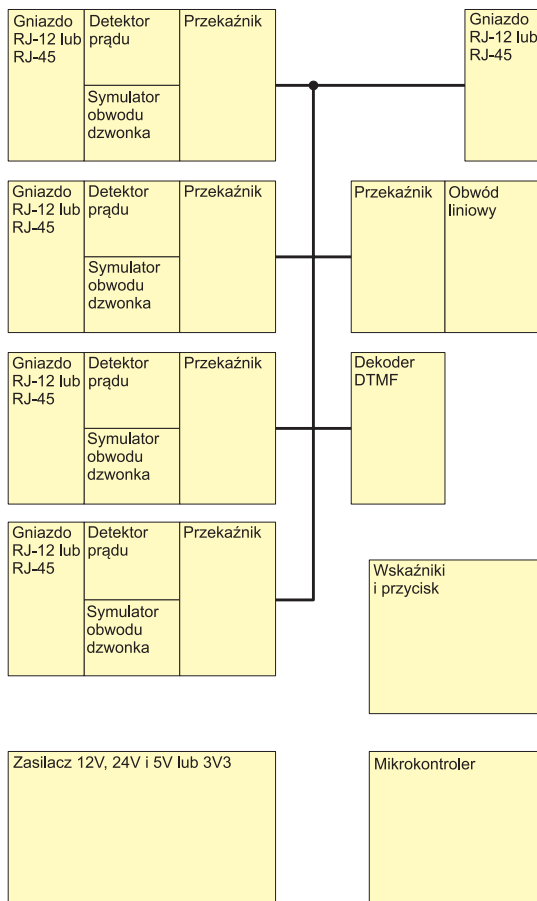 Gniazdo
RJ-12 lub
RJ-45
Detektor
prądu
Symulator
obwodu
dzwonka
Przekaźnik
Gniazdo
RJ-12 lub
RJ-45
Gniazdo
RJ-12 lub
RJ-45
Detektor
prądu
Symulator
obwodu
dzwonka
Przekaźnik
Przekaźnik
Obwód
liniowy
Gniazdo
RJ-12 lub
RJ-45
Detektor
prądu
Symulator
obwodu
dzwonka
Przekaźnik
Dekoder
DTMF
Gniazdo
RJ-12 lub
RJ-45
Detektor
prądu
Symulator
obwodu
dzwonka
Przekaźnik
Wskaźniki
i przycisk
Zasilacz 12V, 24V i 5V lub 3V3
Mikrokontroler